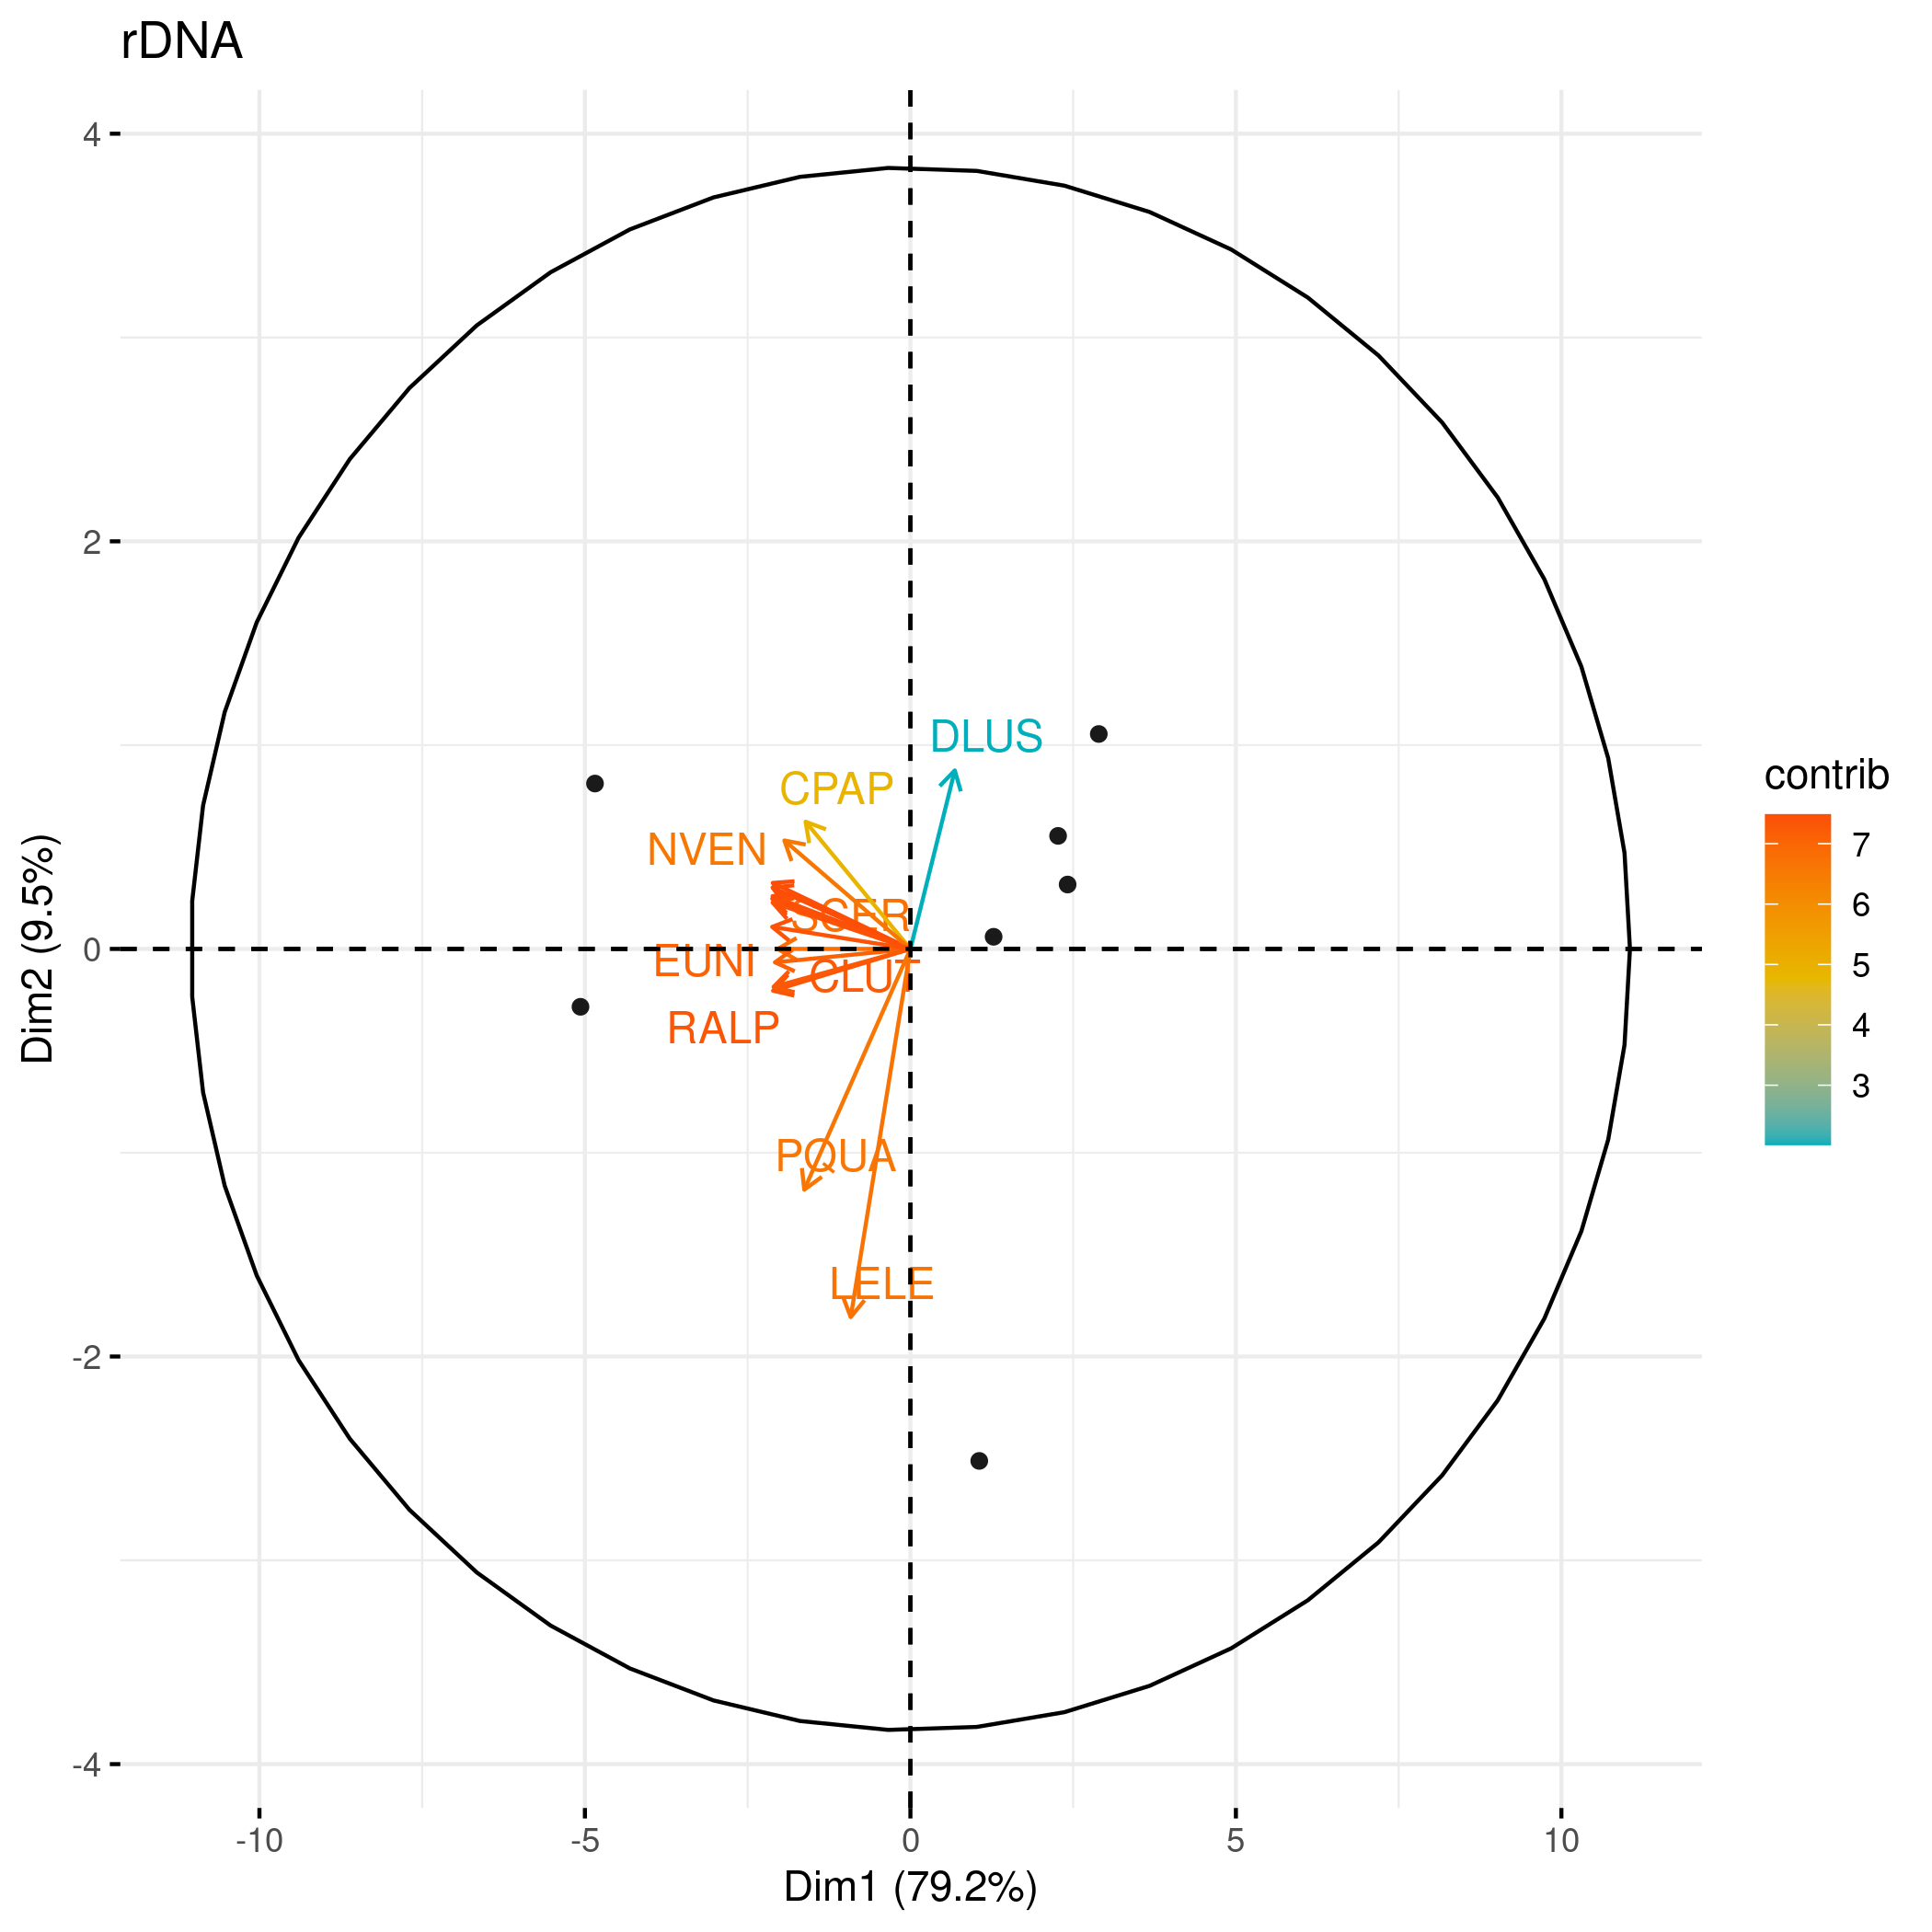 rDNA
4
2
0
-2
-4
Dim2 (9.5%)
DLUS
CPAP
NVEN
SCER
EUNI
CLUT
RALP
PQUA
LELE
contrib
7
6
5
4
3
-10 -5 0 5 10
Dim1 (79.2%)